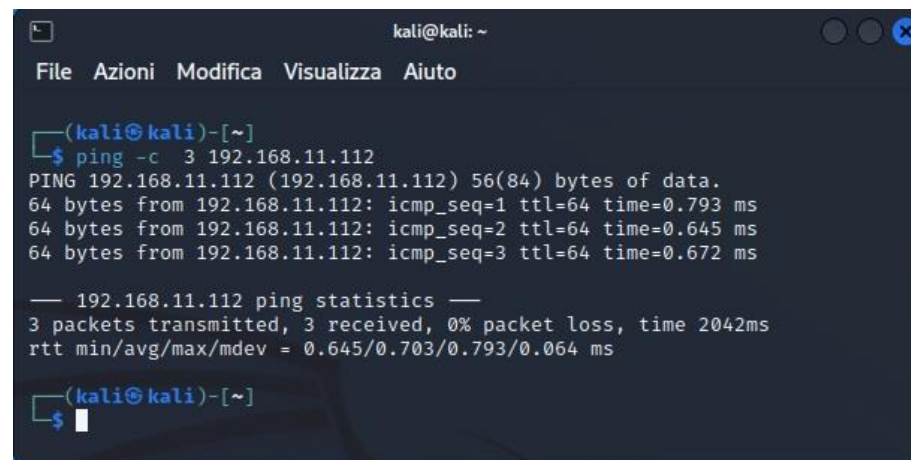 kali@kali: ~
File Azioni Modifica Visualizza Aiuto
┌──(kali㉿kali)-[~]
└─$ ping -c  3 192.168.11.112
PING 192.168.11.112 (192.168.11.112) 56(84) bytes of data.
64 bytes from 192.168.11.112: icmp_seq=1 ttl=64 time=0.793 ms
64 bytes from 192.168.11.112: icmp_seq=2 ttl=64 time=0.645 ms
64 bytes from 192.168.11.112: icmp_seq=3 ttl=64 time=0.672 ms
── 192.168.11.112 ping statistics ──
3 packets transmitted, 3 received, 0% packet loss, time 2042ms
rtt min/avg/max/mdev = 0.645/0.703/0.793/0.064 ms
┌──(kali㉿kali)-[~]
└─$